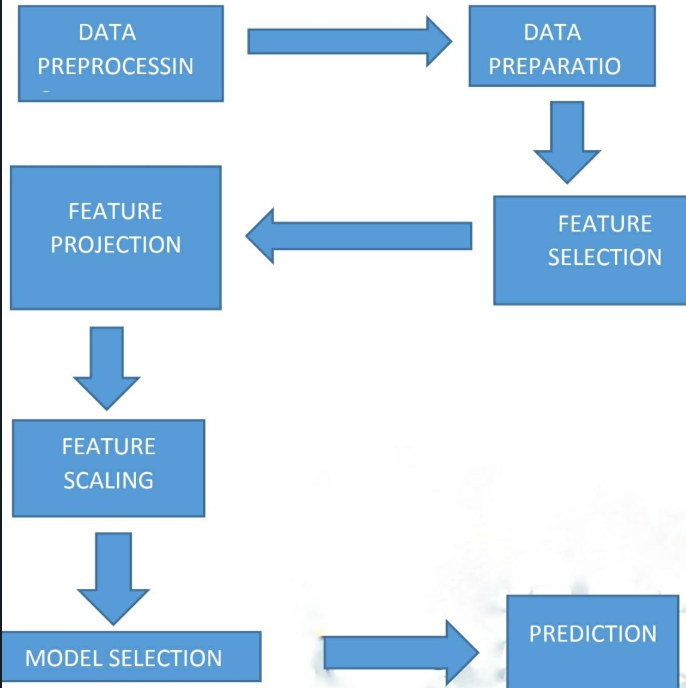 DATA
PREPROCESSIN
DATA
PREPARATIO
FEATURE
SELECTION
FEATURE
PROJECTION
FEATURE
SCALING
MODEL SELECTION
PREDICTION